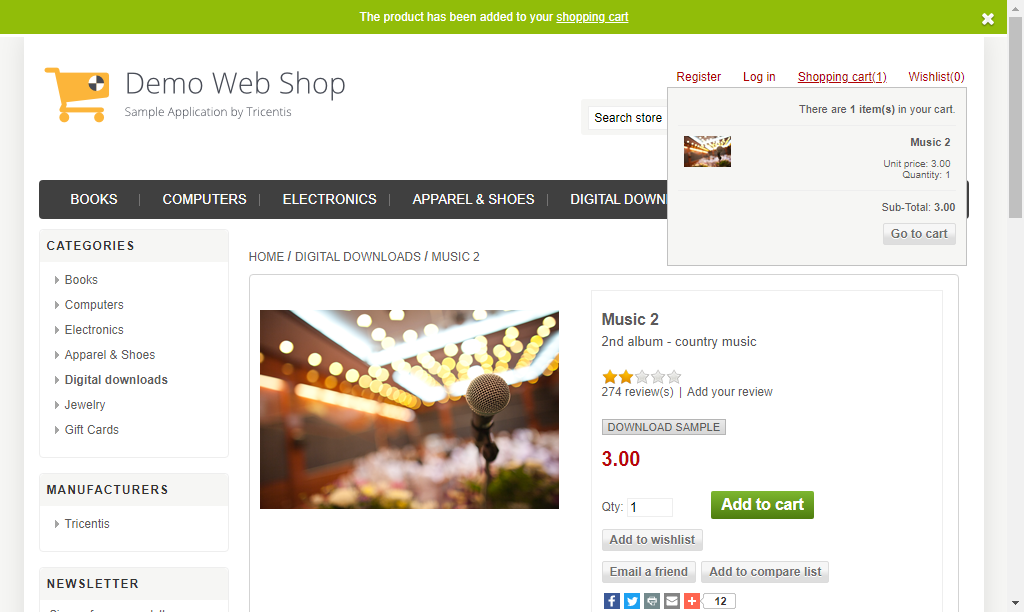 The product has been added to your shopping cart
Demo Web Shop
Sample Application by Tricentis
Register
Log in
Shopping cart(1)
Wishlist(0)
Search store
There are 1 item(s) in your cart.
Music 2
Unit price: 3.00
Quantity: 1
Sub-Total: 3.00
Go to cart
BOOKS
COMPUTERS
ELECTRONICS
APPAREL & SHOES
DIGITAL DOWN
CATEGORIES
Books
Computers
Electronics
Apparel & Shoes
Digital downloads
Jewelry
Gift Cards
MANUFACTURERS
Tricentis
NEWSLETTER
HOME / DIGITAL DOWNLOADS / MUSIC 2
Music 2
2nd album - country music
274 review(s) | Add your review
DOWNLOAD SAMPLE
3.00
Qty: 1
Add to cart
Add to wishlist
Email a friend
Add to compare list
12